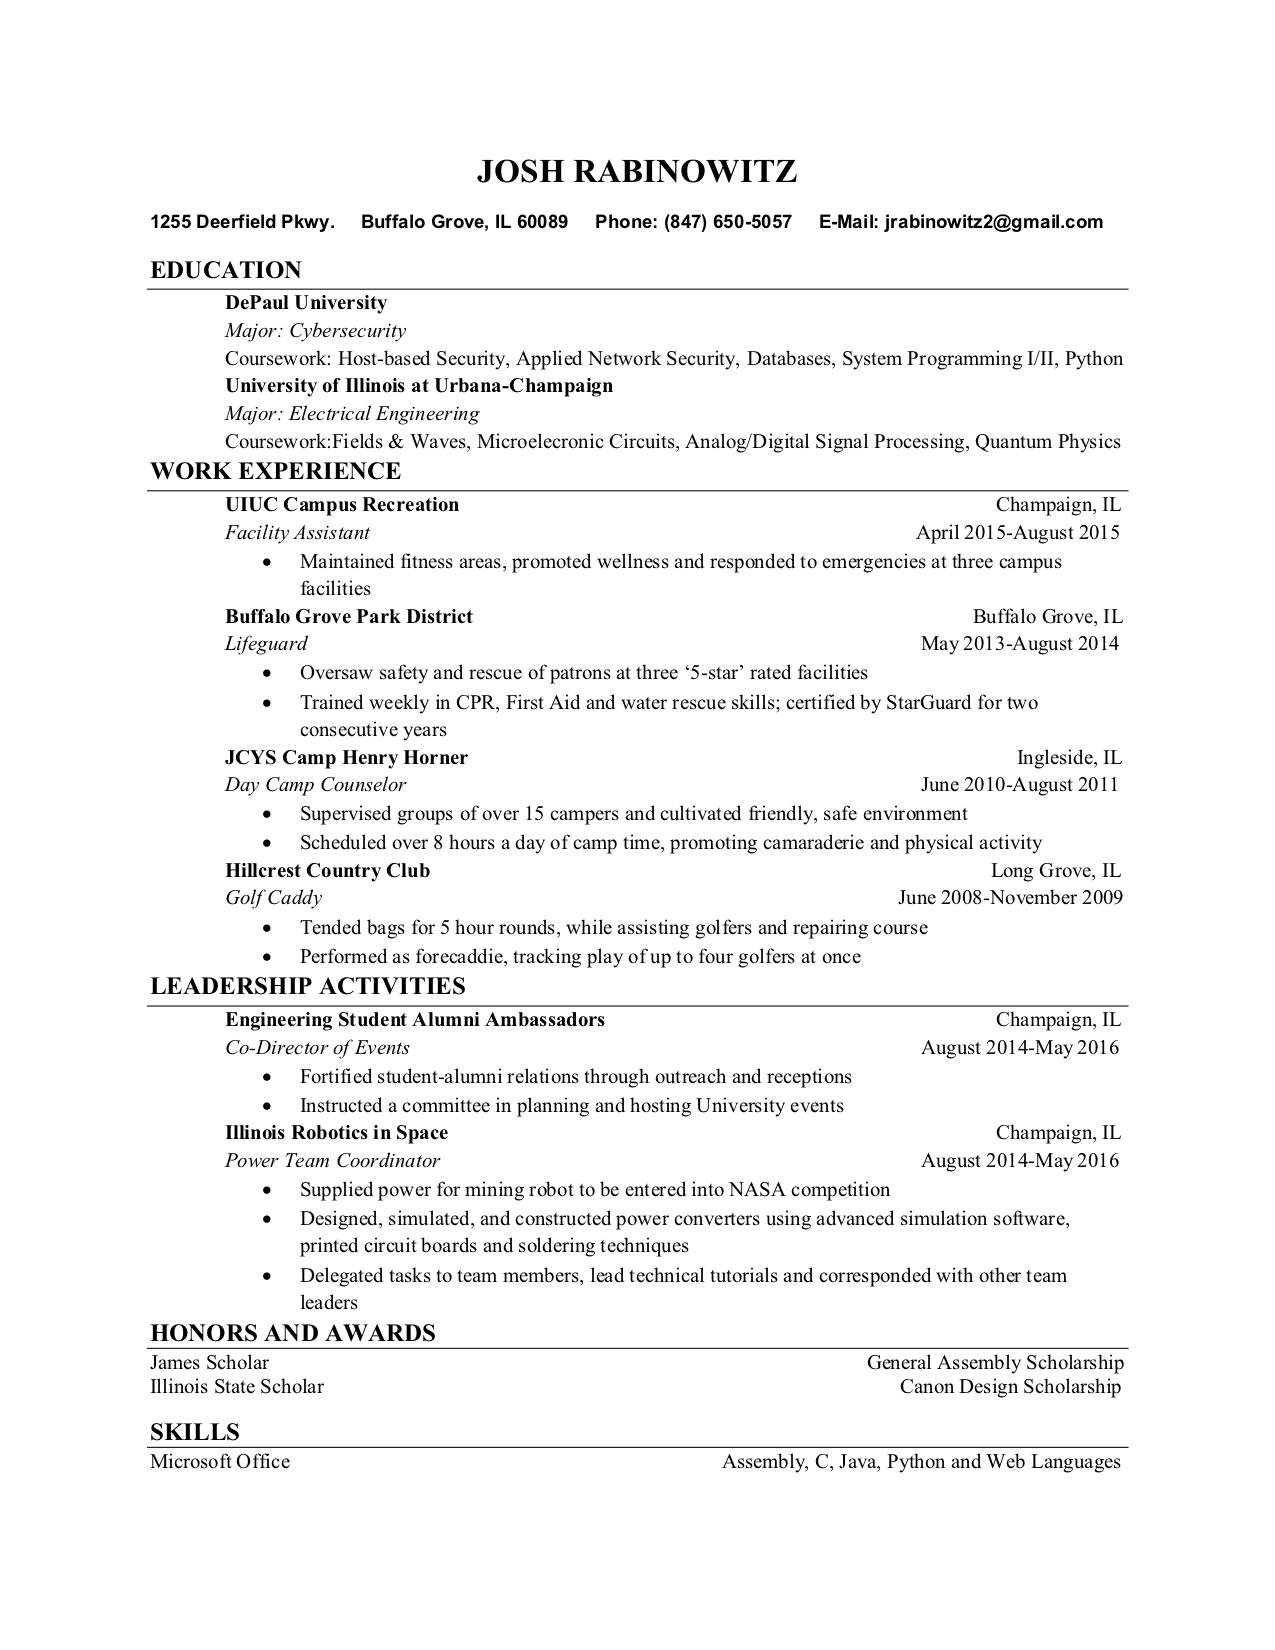 JOSH RABINOWITZ
1255 Deerfield Pkwy. Buffalo Grove, IL 60089 Phone: (847) 650-5057 E-Mail: jrabinowitz2@gmail.com
EDUCATION
DePaul University
Major: Cybersecurity
Coursework: Host-based Security, Applied Network Security, Databases, System Programming I/II, Python
University of Illinois at Urbana-Champaign
Major: Electrical Engineering
Coursework:Fields & Waves, Microelecronic Circuits, Analog/Digital Signal Processing, Quantum Physics
WORK EXPERIENCE
UIUC Campus Recreation Champaign, IL
Facility Assistant April 2015-August 2015
• Maintained fitness areas, promoted wellness and responded to emergencies at three campus
facilities
Buffalo Grove Park District Buffalo Grove, IL
Lifeguard May 2013-August 2014
• Oversaw safety and rescue of patrons at three ‘5-star’ rated facilities
• Trained weekly in CPR, First Aid and water rescue skills; certified by StarGuard for two
consecutive years
JCYS Camp Henry Horner Ingleside, IL
Day Camp Counselor June 2010-August 2011
• Supervised groups of over 15 campers and cultivated friendly, safe environment
• Scheduled over 8 hours a day of camp time, promoting camaraderie and physical activity
Hillcrest Country Club Long Grove, IL
Golf Caddy June 2008-November 2009
• Tended bags for 5 hour rounds, while assisting golfers and repairing course
• Performed as forecaddie, tracking play of up to four golfers at once
LEADERSHIP ACTIVITIES
Engineering Student Alumni Ambassadors Champaign, IL
Co-Director of Events August 2014-May 2016
• Fortified student-alumni relations through outreach and receptions
• Instructed a committee in planning and hosting University events
Illinois Robotics in Space Champaign, IL
Power Team Coordinator August 2014-May 2016
• Supplied power for mining robot to be entered into NASA competition
• Designed, simulated, and constructed power converters using advanced simulation software,
printed circuit boards and soldering techniques
• Delegated tasks to team members, lead technical tutorials and corresponded with other team
leaders
HONORS AND AWARDS
James Scholar General Assembly Scholarship
Illinois State Scholar Canon Design Scholarship
SKILLS
Microsoft Office Assembly, C, Java, Python and Web Languages